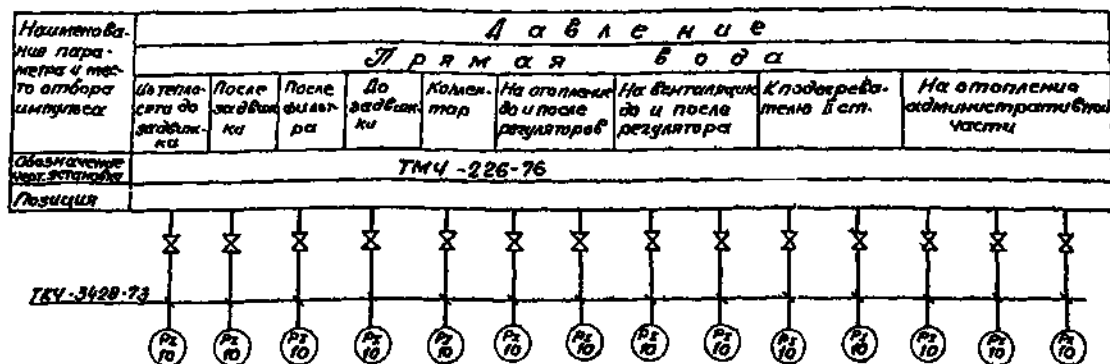 Наименова-
ние пара-
метра и мес-
то отбора
импульса
Давление
Прямая вода
Из тепло-
сети до
задвиж-
ки
После
задвиж-
ки
После
фильт-
ра
До
задвиж-
ки
Коллек-
тор
На отопление
до и после
регуляторов
На вентиляцию
до и после
регулятора
К подогрева-
телю II ст.
На отопления
административной
части
Обозначение
черт. установки
ТМЧ-226-76
Позиция
ТКЧ-3428-73
PI
10
PI
10
PI
10
PI
10
PI
10
PI
10
PI
10
PI
10
PI
10
PI
10
PI
10
PI
10
PI
10
PI
10